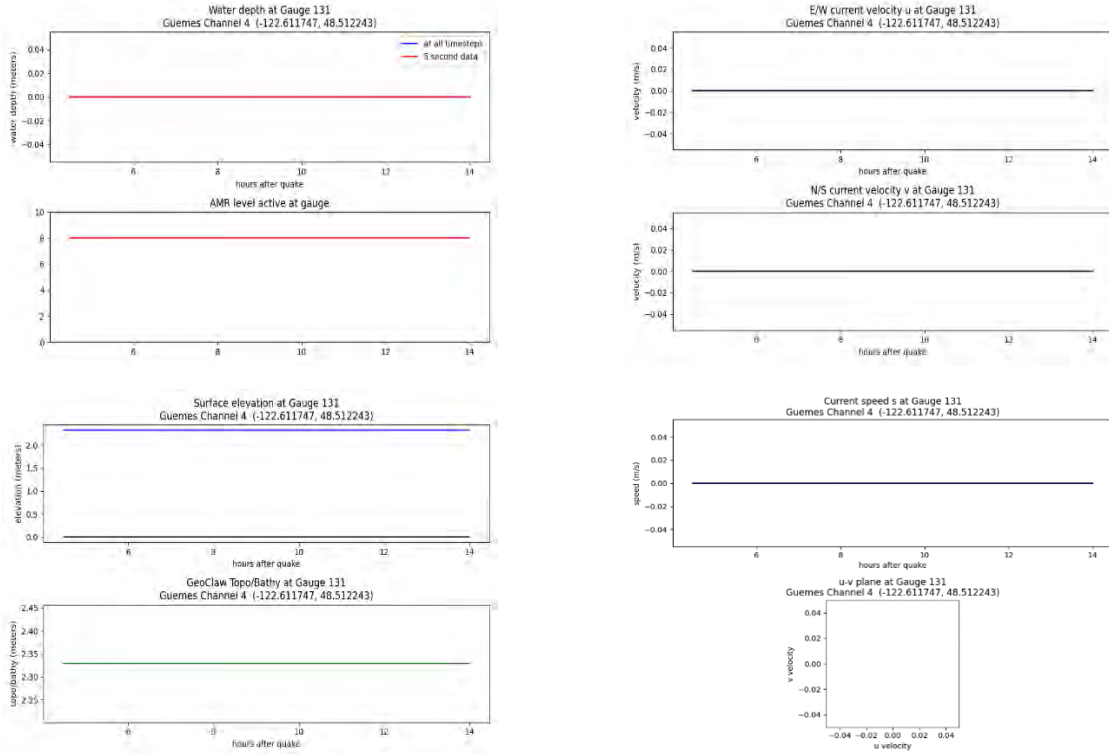 Water depth at Gauge 131
Guemes Channel 4 (-122.611747, 48.512243)
at all timesteps
5 second data
0.04
0.02
0.00
−0.02
−0.04
water depth (meters)
6 8 10 12 14
hours after quake
AMR level active at gauge
10
8
6
4
2
0
6 8 10 12 14
Surface elevation at Gauge 131
Guemes Channel 4 (-122.611747, 48.512243)
2.0
1.5
1.0
0.5
0.0
elevation (meters)
6 8 10 12 14
hours after quake
GeoClaw Topo/Bathy at Gauge 131
Guemes Channel 4 (-122.611747, 48.512243)
2.45
2.40
2.35
2.30
2.25
topo/bathy (meters)
6 8 10 12 14
hours after quake
E/W current velocity u at Gauge 131
Guemes Channel 4 (-122.611747, 48.512243)
0.04
0.02
0.00
−0.02
−0.04
velocity (m/s)
6 8 10 12 14
hours after quake
N/S current velocity v at Gauge 131
Guemes Channel 4 (-122.611747, 48.512243)
0.04
0.02
0.00
−0.02
−0.04
velocity (m/s)
6 8 10 12 14
hours after quake
Current speed s at Gauge 131
Guemes Channel 4 (-122.611747, 48.512243)
0.04
0.02
0.00
−0.02
−0.04
speed (m/s)
6 8 10 12 14
hours after quake
u-v plane at Gauge 131
Guemes Channel 4 (-122.611747, 48.512243)
0.04
0.02
0.00
−0.02
−0.04
v velocity
−0.04 −0.02 0.00 0.02 0.04
u velocity